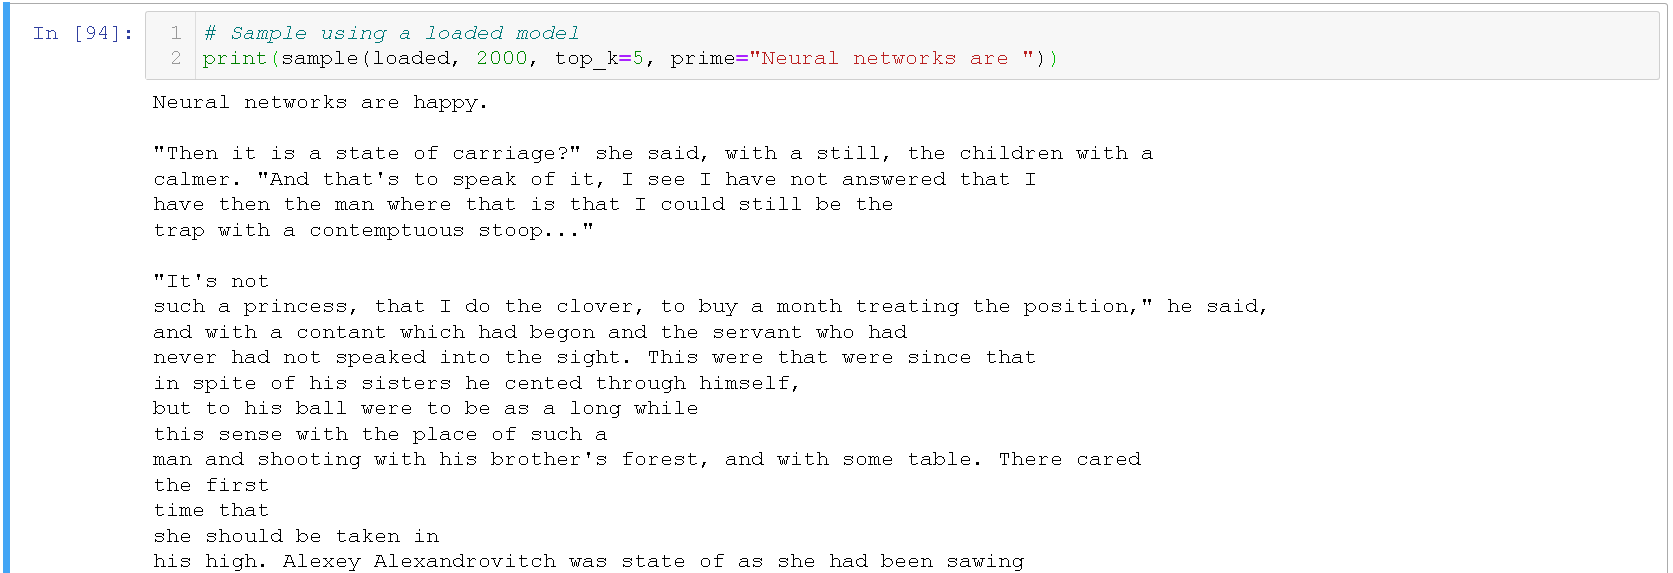 In [94]:
1 # Sample using a loaded model
2 print(sample(loaded, 2000, top_k=5, prime="Neural networks are "))
Neural networks are happy.
"Then it is a state of carriage?" she said, with a still, the children with a
calmer. "And that's to speak of it, I see I have not answered that I
have then the man where that is that I could still be the
trap with a contemptuous stoop..."
"It's not
such a princess, that I do the clover, to buy a month treating the position," he said,
and with a contant which had begon and the servant who had
never had not speaked into the sight. This were that were since that
in spite of his sisters he cented through himself,
but to his ball were to be as a long while
this sense with the place of such a
man and shooting with his brother's forest, and with some table. There cared
the first
time that
she should be taken in
his high. Alexey Alexandrovitch was state of as she had been sawing